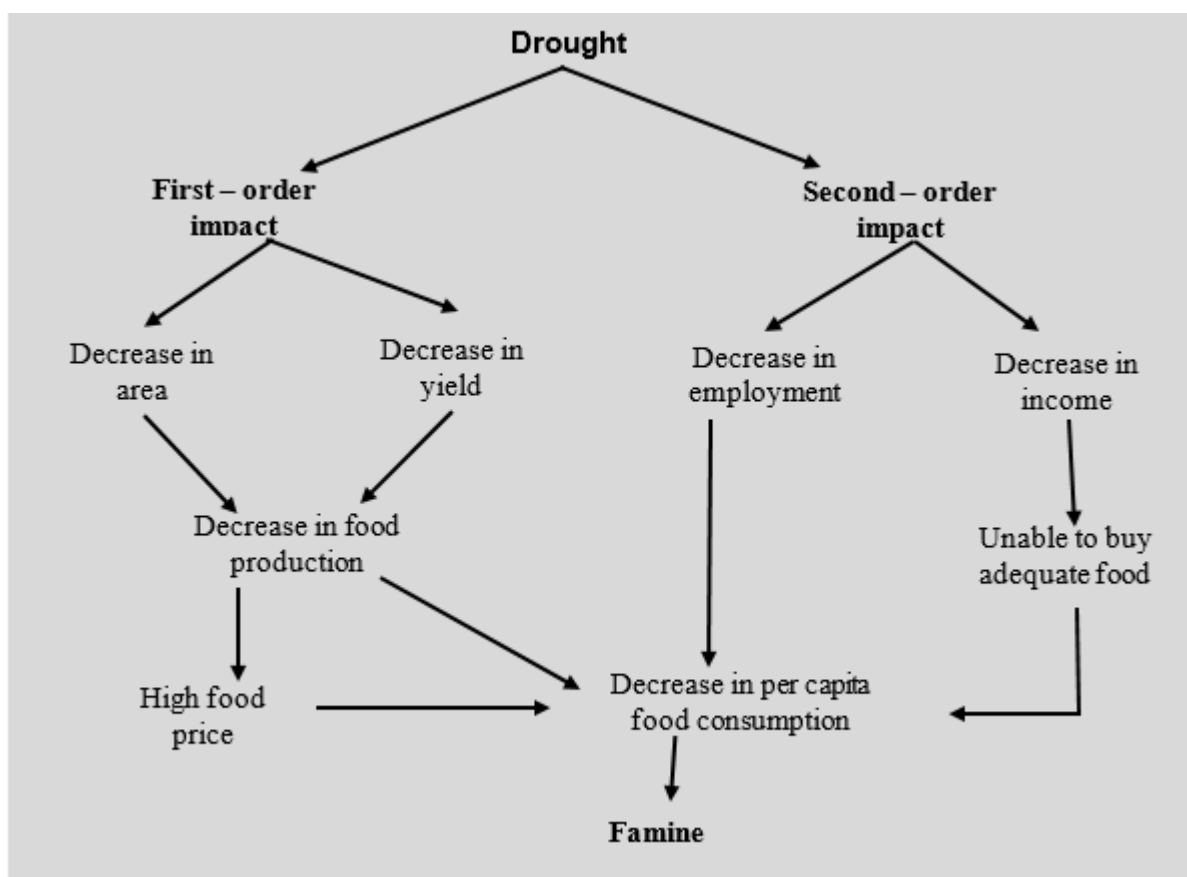 Drought
First – order
impact
Second – order
impact
Decrease in
area
Decrease in
yield
Decrease in
employment
Decrease in
income
Decrease in food
production
Unable to buy
adequate food
High food
price
Decrease in per capita
food consumption
Famine